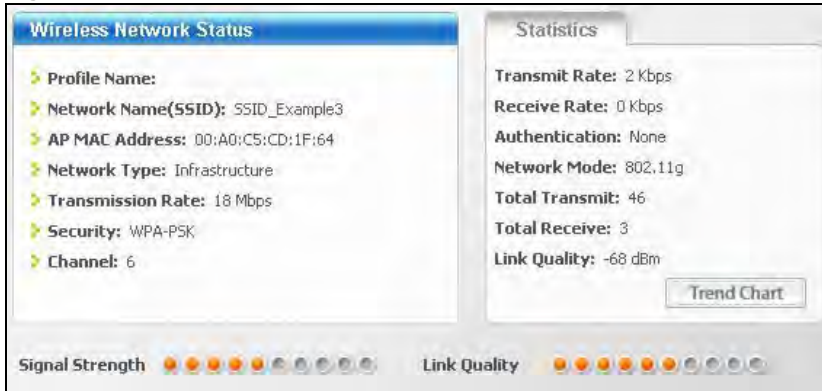 Wireless Network Status
Profile Name:
Network Name(SSID): SSID_Example3
AP MAC Address: 00:A0:C5:CD:1F:64
Network Type: Infrastructure
Transmission Rate: 18 Mbps
Security: WPA-PSK
Channel: 6
Statistics
Transmit Rate: 2 Kbps
Receive Rate: 0 Kbps
Authentication: None
Network Mode: 802.11g
Total Transmit: 46
Total Receive: 3
Link Quality: -68 dBm
Trend Chart
Signal Strength
Link Quality